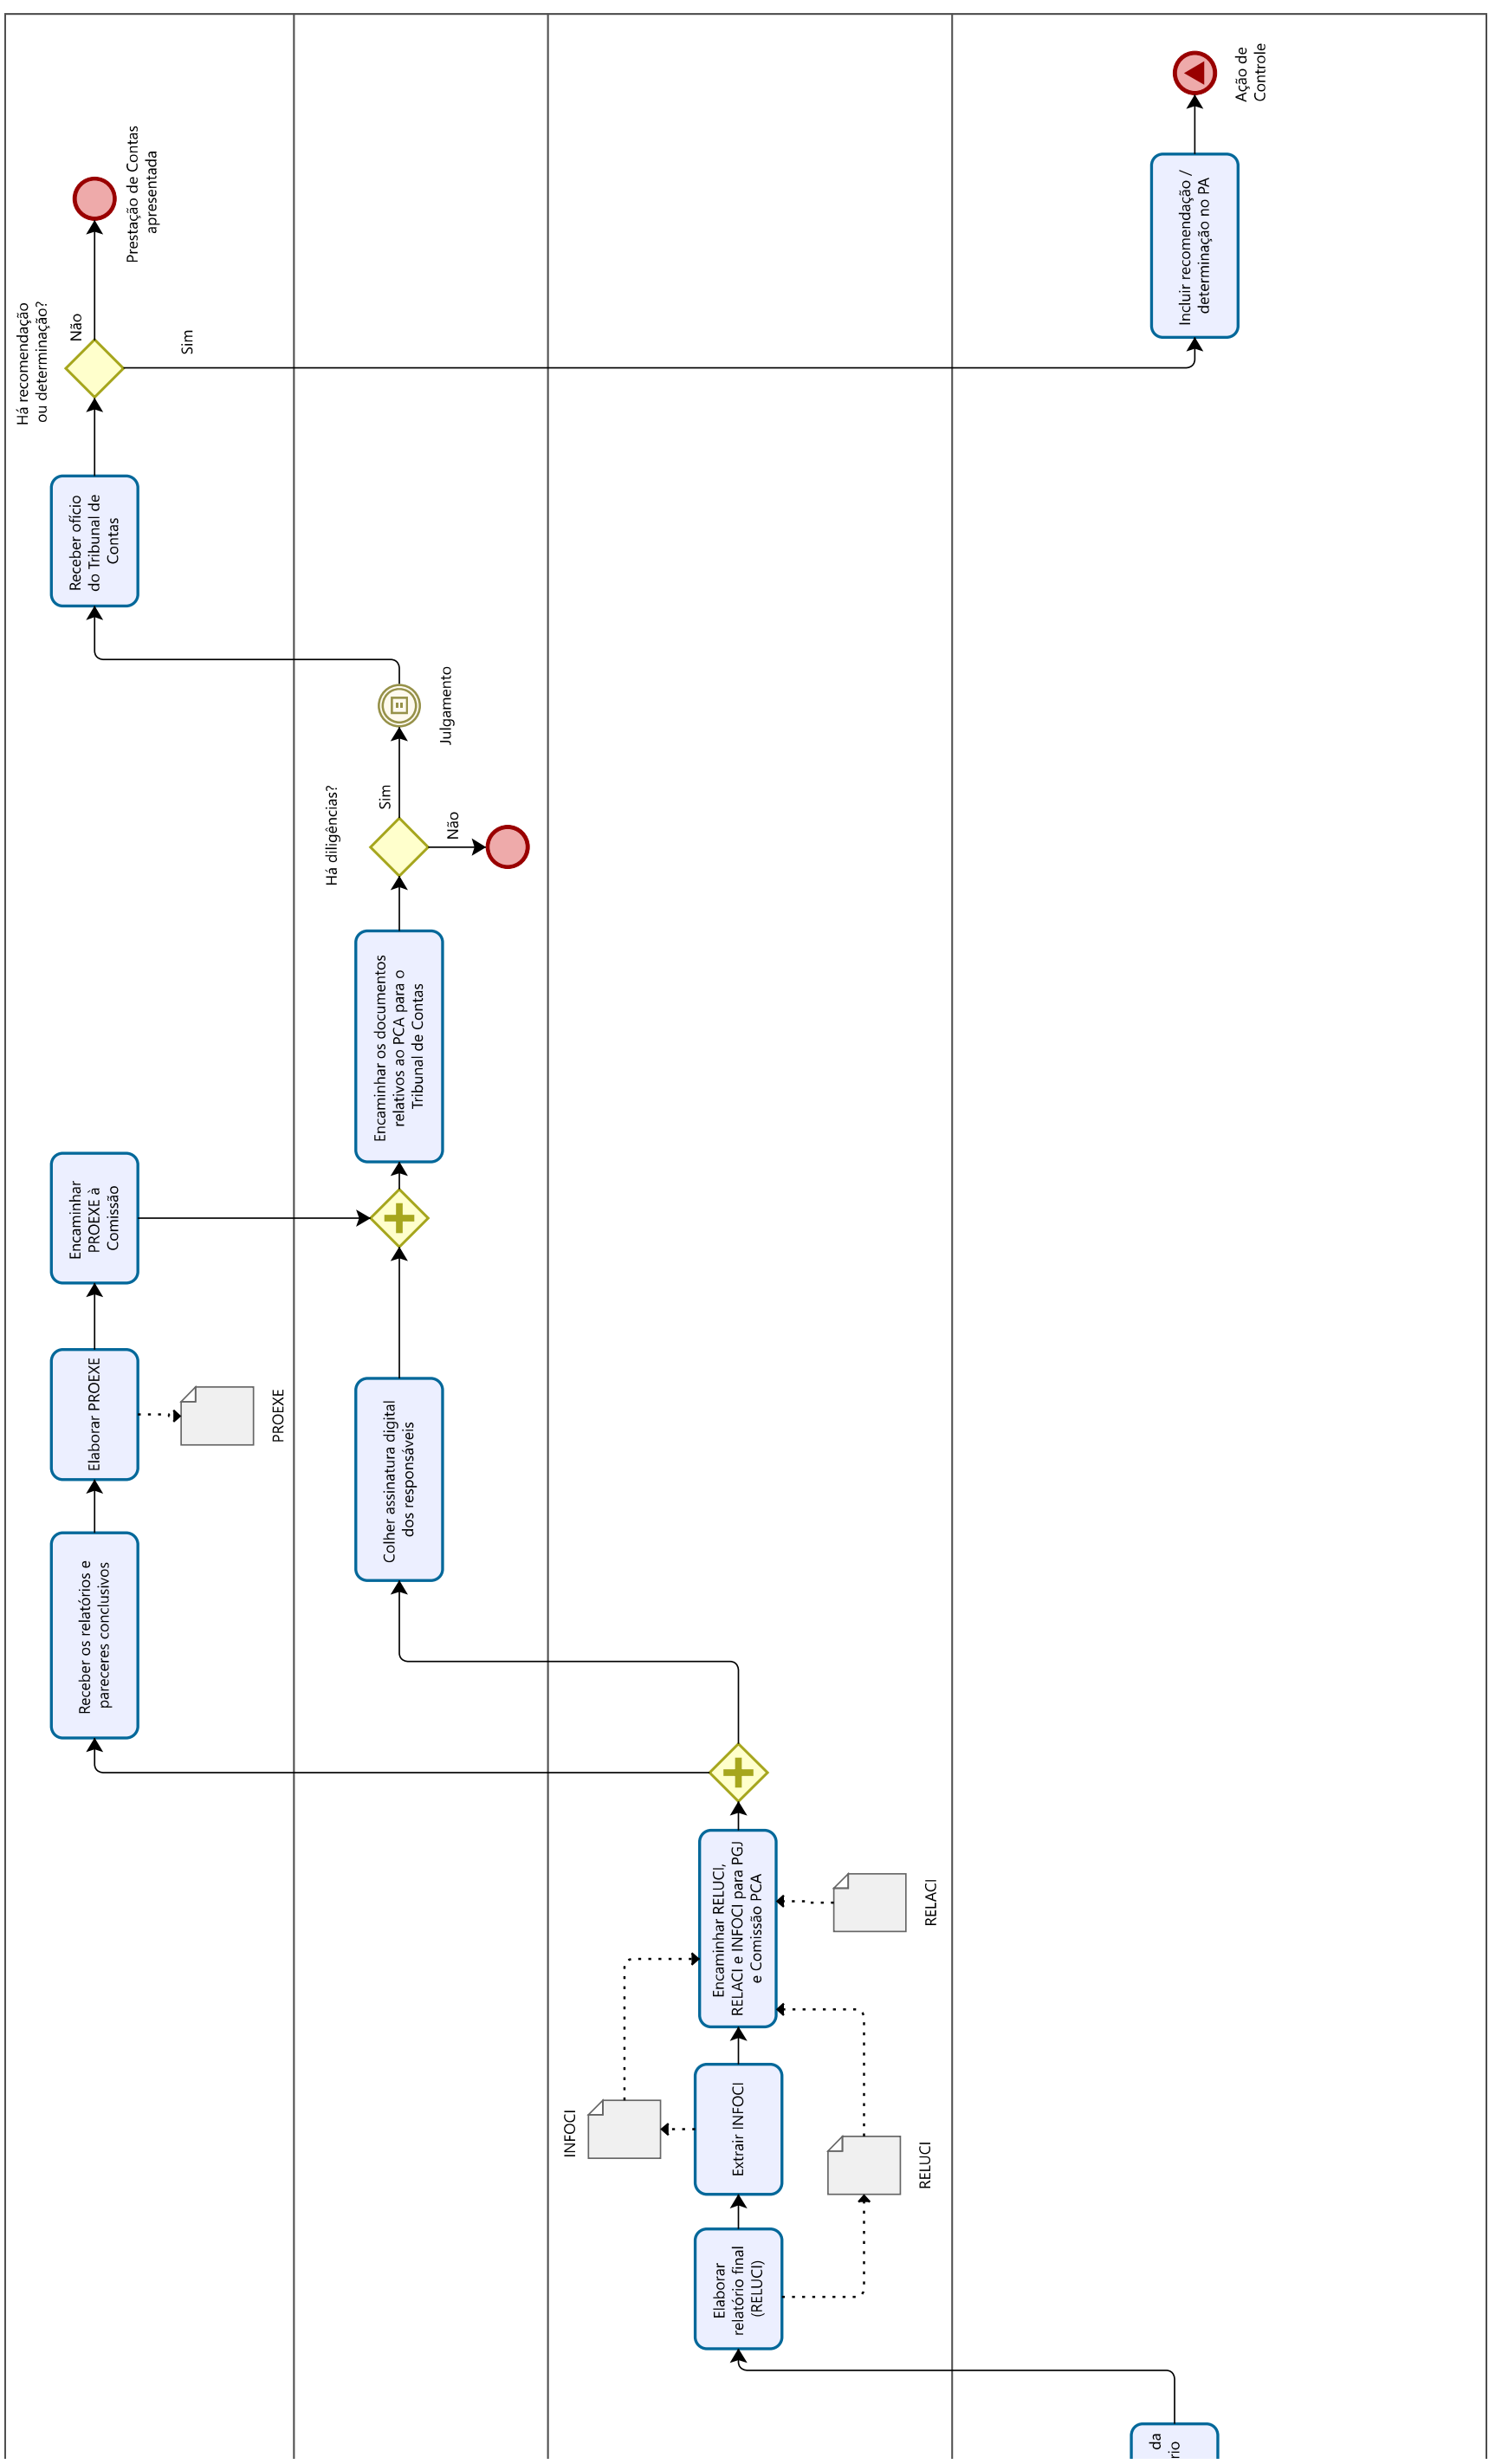 Há recomendação
ou determinação?
Não
Sim
Prestação de Contas
apresentada
Receber ofício
do Tribunal de
Contas
Encaminhar
PROEXE à
Comissão
Elaborar PROEXE
PROEXE
Receber os relatórios e
pareceres conclusivos
Julgamento
Há diligências?
Sim
Não
Encaminhar os documentos
relativos ao PCA para o
Tribunal de Contas
Colher assinatura digital
dos responsáveis
Encaminhar RELUCI,
RELACI e INFOCI para PGJ
e Comissão PCA
RELACI
INFOCI
Extrair INFOCI
RELUCI
Elaborar
relatório final
(RELUCI)
Ação de
Controle
Incluir recomendação /
determinação no PA
da
rio